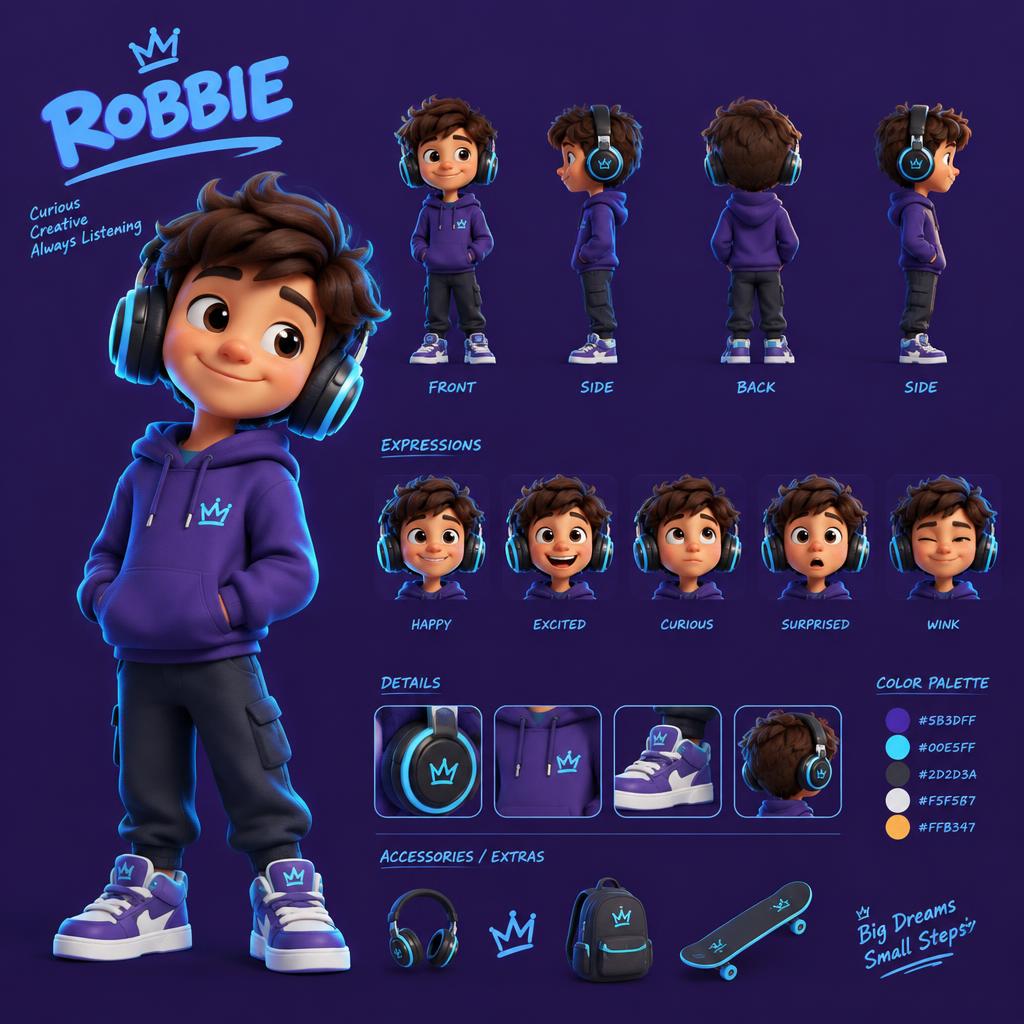 ROBBIE
Curious
Creative
Always Listening
FRONT
SIDE
BACK
SIDE
EXPRESSIONS
HAPPY
EXCITED
CURIOUS
SURPRISED
WINK
DETAILS
COLOR PALETTE
#5B3DFF
#00E5FF
#2D2D3A
#F5F5B7
#FFB347
ACCESSORIES / EXTRAS
Big Dreams
Small Steps